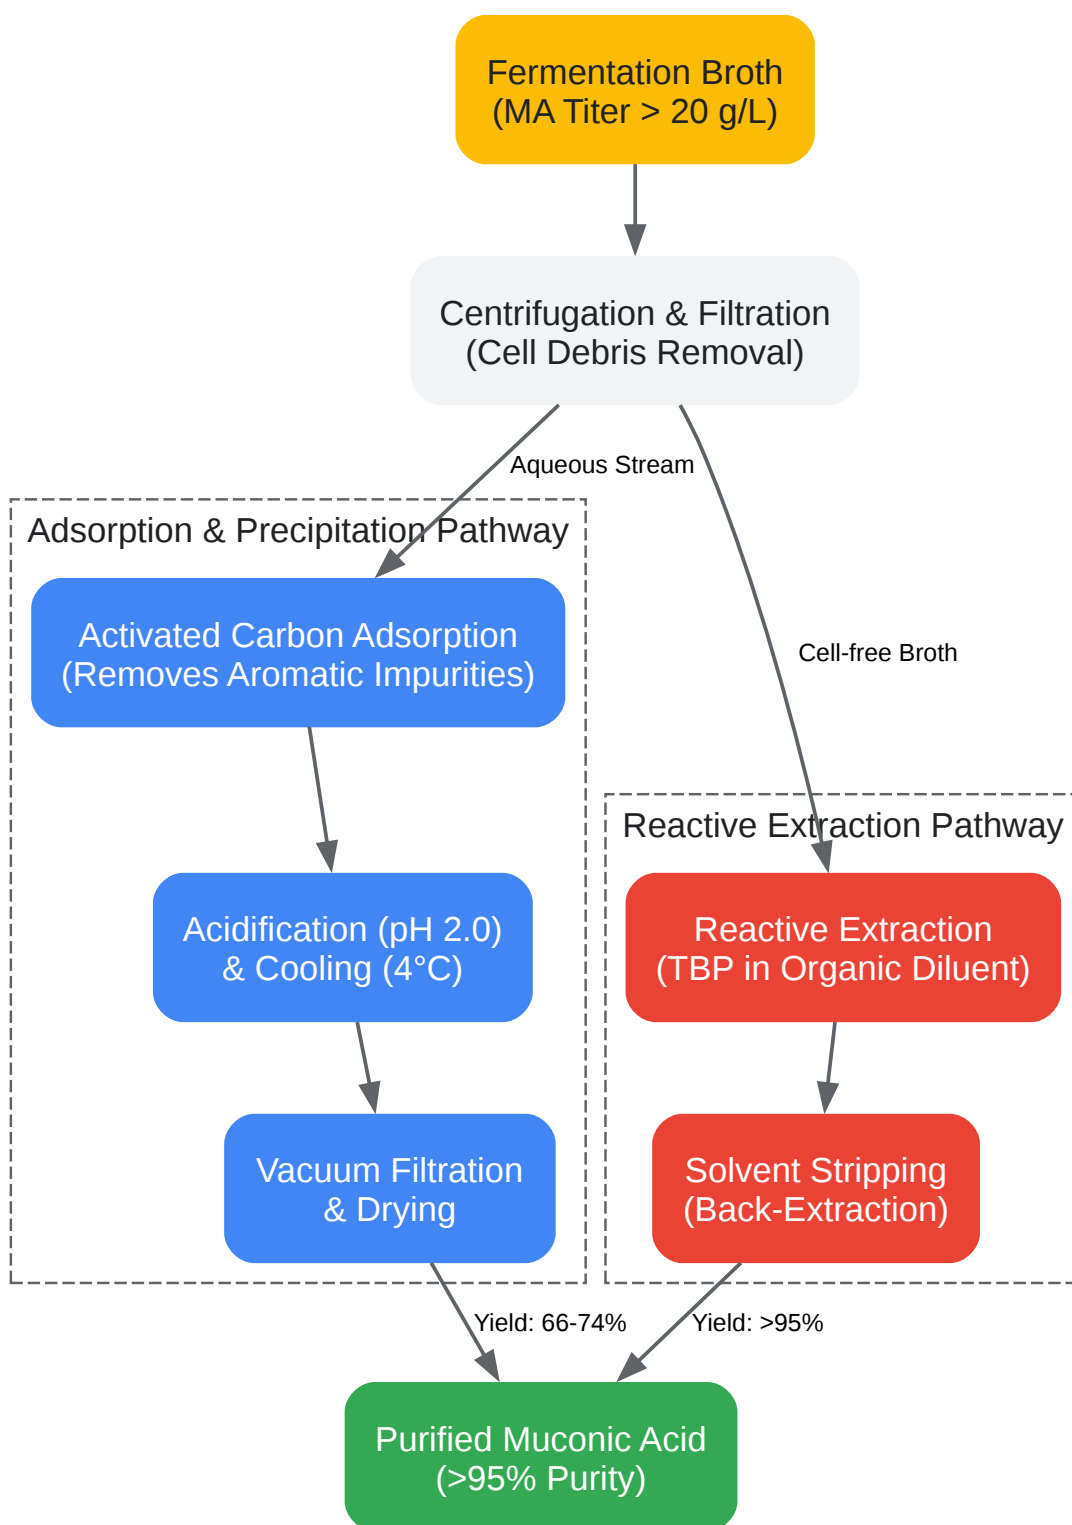 Fermentation Broth
(MA Titer > 20 g/L)
Centrifugation & Filtration
(Cell Debris Removal)
Aqueous Stream
Adsorption & Precipitation Pathway
Activated Carbon Adsorption
(Removes Aromatic Impurities)
Cell-free Broth
Reactive Extraction Pathway
Acidification (pH 2.0)
& Cooling (4°C)
Reactive Extraction
(TBP in Organic Diluent)
Vacuum Filtration
& Drying
Solvent Stripping
(Back-Extraction)
Yield: 66-74%
Yield: >95%
Purified Muconic Acid
(>95% Purity)